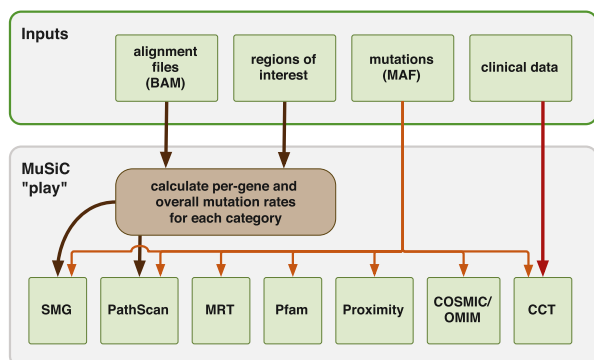 Inputs
alignment
files
(BAM)
regions of
interest
mutations
(MAF)
clinical data
MuSiC
"play"
calculate per-gene and
overall mutation rates
for each category
SMG
PathScan
MRT
Pfam
Proximity
COSMIC/
OMIM
CCT